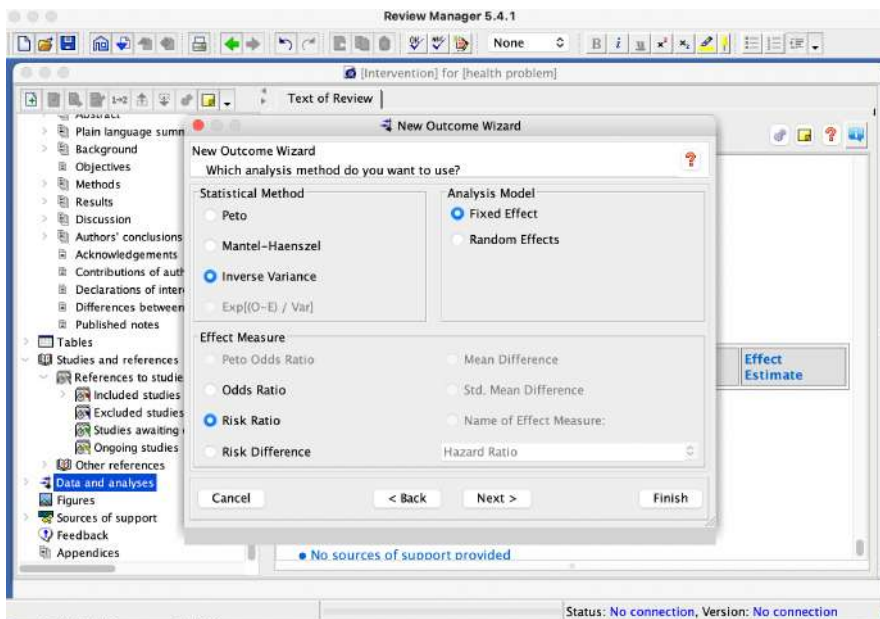 Review Manager 5.4.1
None
B i u x² x₂
[Intervention] for [health problem]
Text of Review
Abstract
Plain language summ
Background
Objectives
Methods
Results
Discussion
Authors' conclusions
Acknowledgements
Contributions of auth
Declarations of inter
Differences between
Published notes
Tables
Studies and references
References to studie
Included studies
Excluded studies
Studies awaiting
Ongoing studies
Other references
Data and analyses
Figures
Sources of support
Feedback
Appendices
New Outcome Wizard
New Outcome Wizard
Which analysis method do you want to use?
Statistical Method
Peto
Mantel-Haenszel
Inverse Variance
Exp[(O-E) / Var]
Analysis Model
Fixed Effect
Random Effects
Effect Measure
Peto Odds Ratio
Odds Ratio
Risk Ratio
Risk Difference
Mean Difference
Std. Mean Difference
Name of Effect Measure:
Hazard Ratio
Cancel
< Back
Next >
Finish
Effect
Estimate
No sources of support provided
Status: No connection, Version: No connection